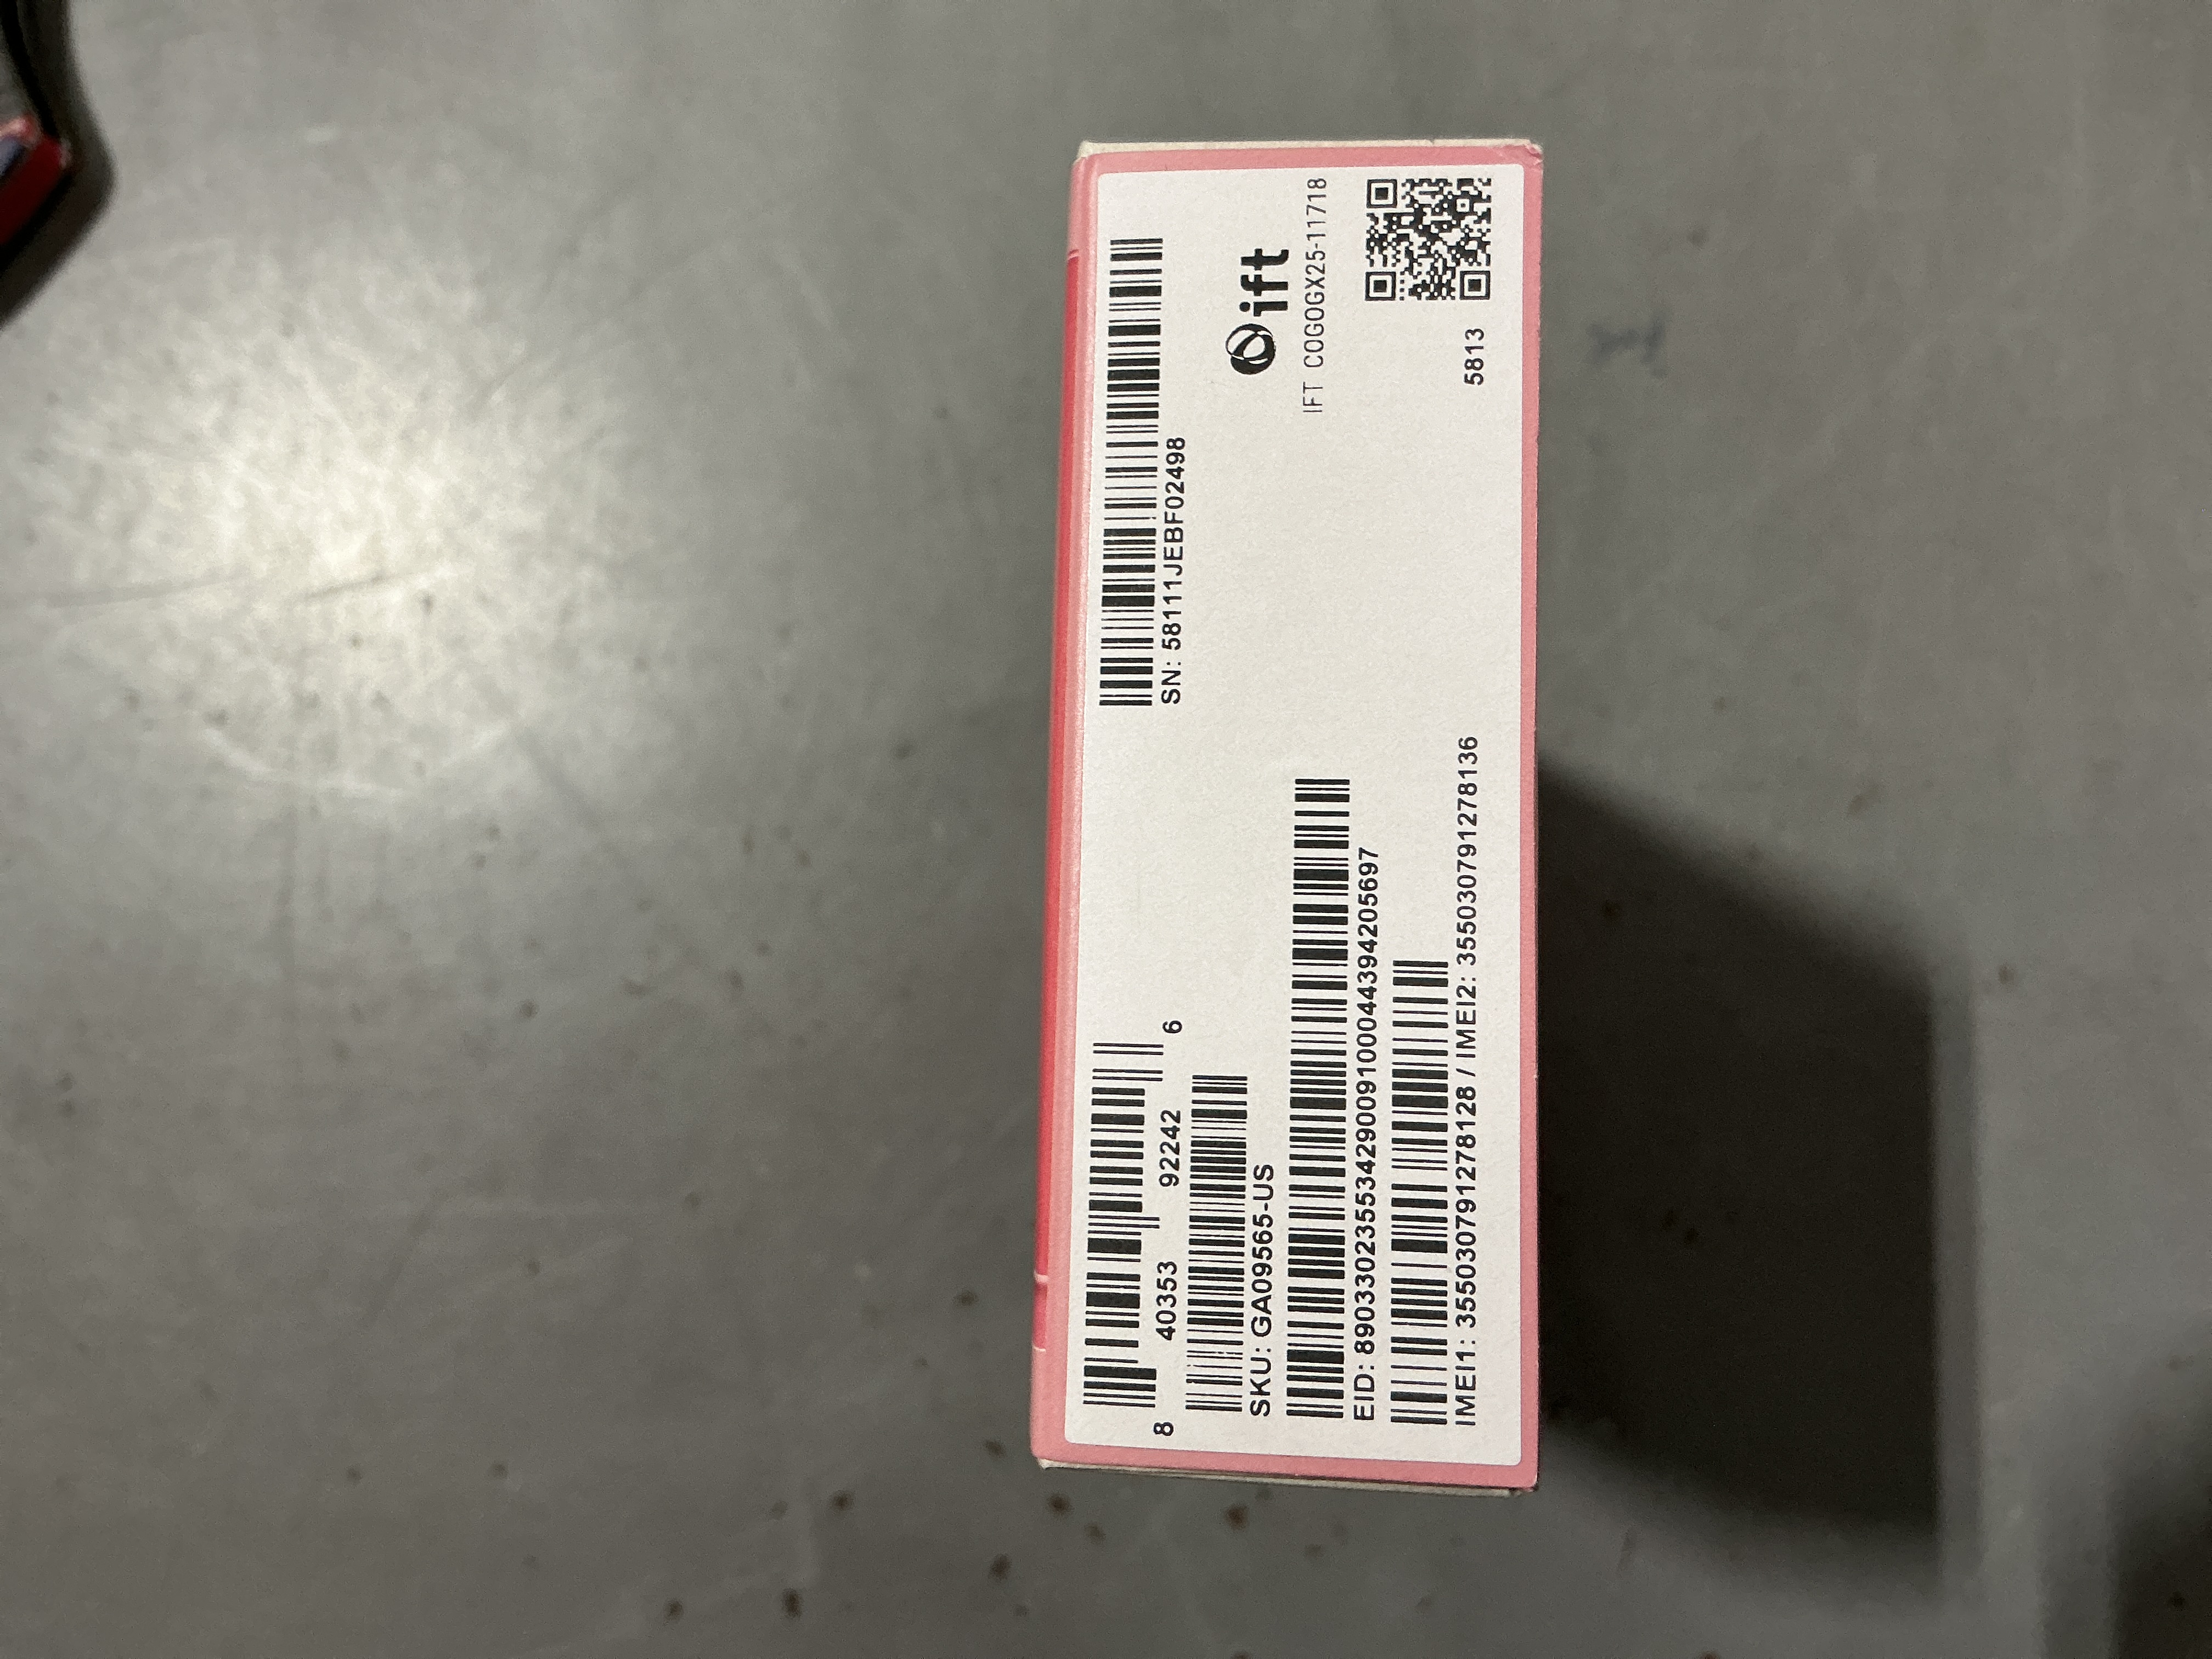 8 40353 92242 6
SKU: GA09565-US
EID: 89033023553429009100044394205697
IMEI1: 355030791278128 / IMEI2: 355030791278136
SN: 58111JEBF02498
ift
IFT COGOGX25-11718
5813